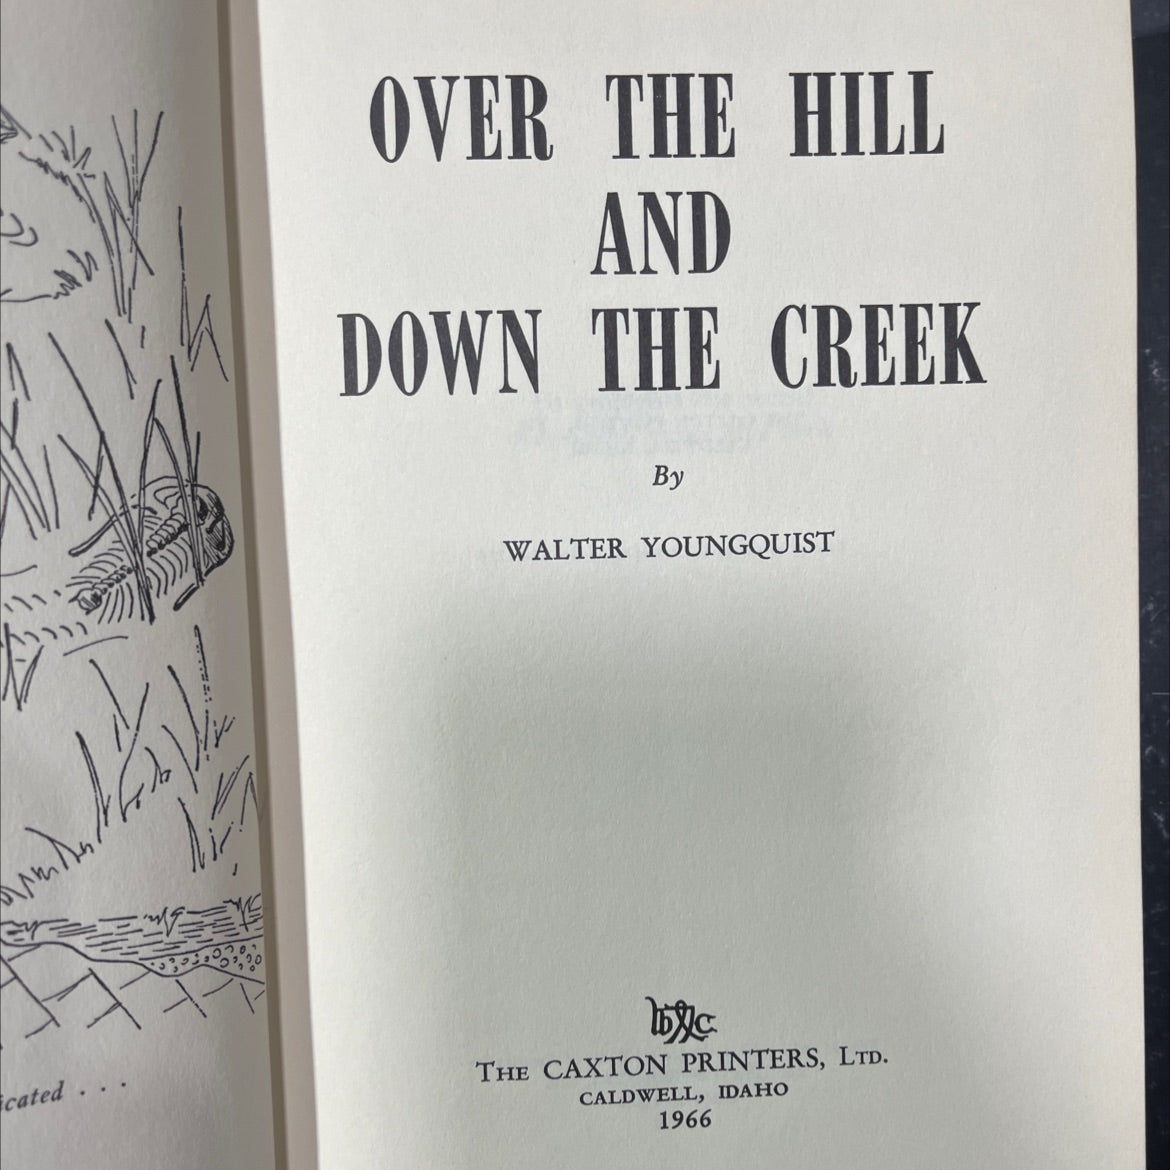 OVER THE HILL
AND
DOWN THE CREEK
By
WALTER YOUNGQUIST
THE CAXTON PRINTERS, LTD.
CALDWELL, IDAHO
1966
icated . . .